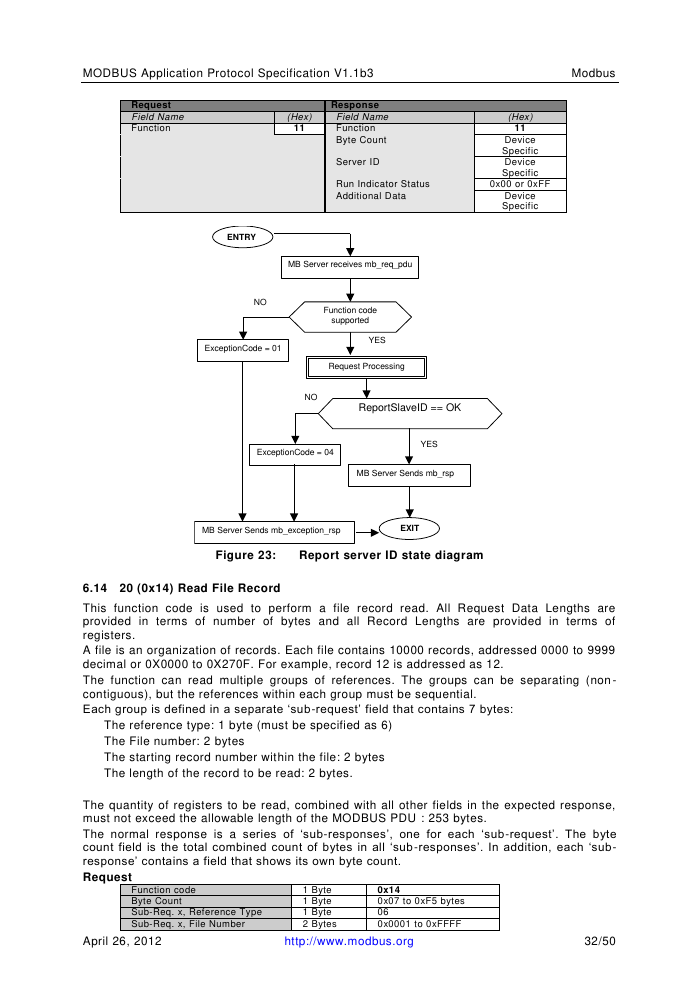 MODBUS Application Protocol Specification V1.1b3 Modbus
Request Response
Field Name (Hex) Field Name (Hex)
Function 11 Function 11
Byte Count Device
Specific
Server ID Device
Specific
Run Indicator Status 0x00 or 0xFF
Additional Data Device
Specific
ENTRY
MB Server receives mb_req_pdu
NO
Function code
supported
YES
ExceptionCode = 01
Request Processing
NO
ReportSlaveID == OK
YES
ExceptionCode = 04
MB Server Sends mb_rsp
MB Server Sends mb_exception_rsp
EXIT
Figure 23: Report server ID state diagram
6.14 20 (0x14) Read File Record
This function code is used to perform a file record read. All Request Data Lengths are
provided in terms of number of bytes and all Record Lengths are provided in terms of
registers.
A file is an organization of records. Each file contains 10000 records, addressed 0000 to 9999
decimal or 0X0000 to 0X270F. For example, record 12 is addressed as 12.
The function can read multiple groups of references. The groups can be separating (non-
contiguous), but the references within each group must be sequential.
Each group is defined in a separate ‘sub-request’ field that contains 7 bytes:
The reference type: 1 byte (must be specified as 6)
The File number: 2 bytes
The starting record number within the file: 2 bytes
The length of the record to be read: 2 bytes.
The quantity of registers to be read, combined with all other fields in the expected response,
must not exceed the allowable length of the MODBUS PDU : 253 bytes.
The normal response is a series of ‘sub-responses’, one for each ‘sub-request’. The byte
count field is the total combined count of bytes in all ‘sub-responses’. In addition, each ‘sub-
response’ contains a field that shows its own byte count.
Request
Function code 1 Byte 0x14
Byte Count 1 Byte 0x07 to 0xF5 bytes
Sub-Req. x, Reference Type 1 Byte 06
Sub-Req. x, File Number 2 Bytes 0x0001 to 0xFFFF
April 26, 2012 http://www.modbus.org 32/50